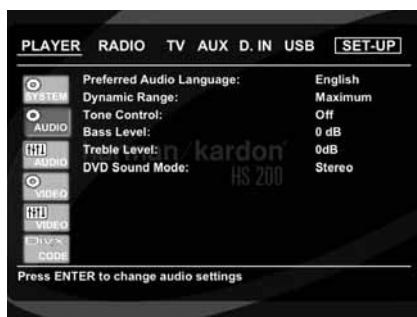 PLAYER RADIO TV AUX D. IN USB SET-UP
SYSTEM
AUDIO
AUDIO
VIDEO
VIDEO
DivX
CODE
Preferred Audio Language: English
Dynamic Range: Maximum
Tone Control: Off
Bass Level: 0 dB
Treble Level: 0dB
DVD Sound Mode: Stereo
harman/kardon
HS 200
Press ENTER to change audio settings